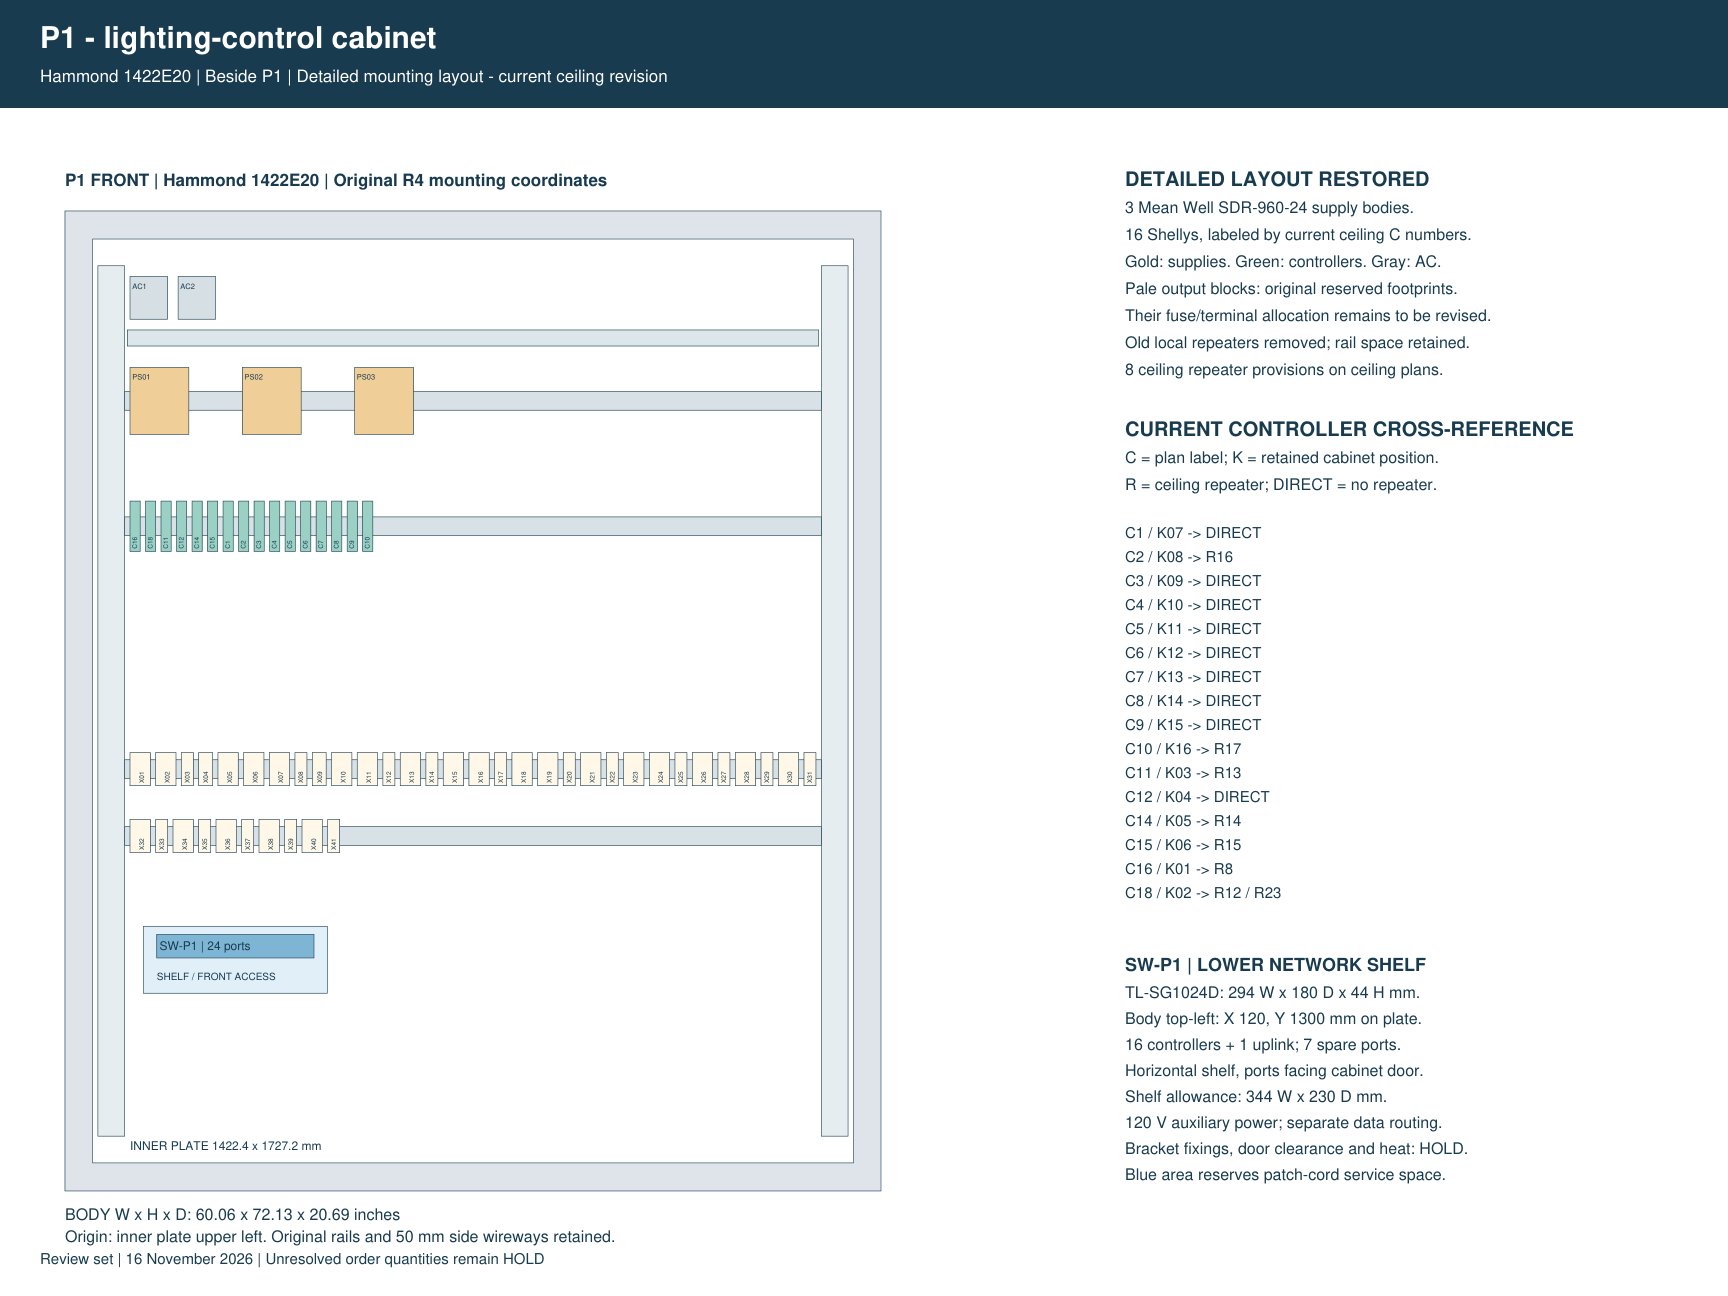 P1 - lighting-control cabinet
Hammond 1422E20 | Beside P1 | Detailed mounting layout - current ceiling revision
P1 FRONT | Hammond 1422E20 | Original R4 mounting coordinates
AC1 AC2
PS01 PS02 PS03
C16 C18 C11 C12 C14 C15 C1 C2 C3 C4 C5 C6 C7 C8 C9 C10
X01 X02 X03 X04 X05 X06 X07 X08 X09 X10 X11 X12 X13 X14 X15 X16 X17 X18 X19 X20 X21 X22 X23 X24 X25 X26 X27 X28 X29 X30 X31
X32 X33 X34 X35 X36 X37 X38 X39 X40 X41
SW-P1 | 24 ports
SHELF / FRONT ACCESS
INNER PLATE 1422.4 x 1727.2 mm
BODY W x H x D: 60.06 x 72.13 x 20.69 inches
Origin: inner plate upper left. Original rails and 50 mm side wireways retained.
Review set | 16 November 2026 | Unresolved order quantities remain HOLD
DETAILED LAYOUT RESTORED
3 Mean Well SDR-960-24 supply bodies.
16 Shellys, labeled by current ceiling C numbers.
Gold: supplies. Green: controllers. Gray: AC.
Pale output blocks: original reserved footprints.
Their fuse/terminal allocation remains to be revised.
Old local repeaters removed; rail space retained.
8 ceiling repeater provisions on ceiling plans.
CURRENT CONTROLLER CROSS-REFERENCE
C = plan label; K = retained cabinet position.
R = ceiling repeater; DIRECT = no repeater.
C1 / K07 -> DIRECT
C2 / K08 -> R16
C3 / K09 -> DIRECT
C4 / K10 -> DIRECT
C5 / K11 -> DIRECT
C6 / K12 -> DIRECT
C7 / K13 -> DIRECT
C8 / K14 -> DIRECT
C9 / K15 -> DIRECT
C10 / K16 -> R17
C11 / K03 -> R13
C12 / K04 -> DIRECT
C14 / K05 -> R14
C15 / K06 -> R15
C16 / K01 -> R8
C18 / K02 -> R12 / R23
SW-P1 | LOWER NETWORK SHELF
TL-SG1024D: 294 W x 180 D x 44 H mm.
Body top-left: X 120, Y 1300 mm on plate.
16 controllers + 1 uplink; 7 spare ports.
Horizontal shelf, ports facing cabinet door.
Shelf allowance: 344 W x 230 D mm.
120 V auxiliary power; separate data routing.
Bracket fixings, door clearance and heat: HOLD.
Blue area reserves patch-cord service space.